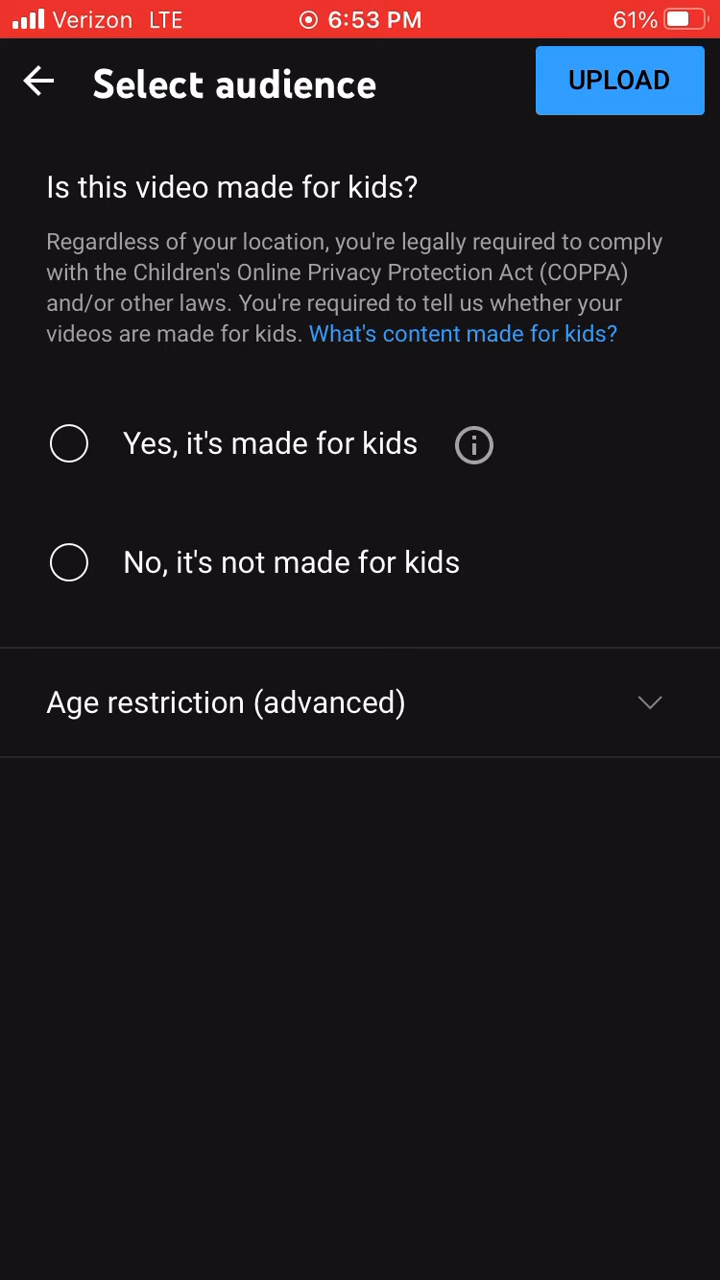 Verizon LTE 6:53 PM 61%
Select audience UPLOAD
Is this video made for kids?
Regardless of your location, you're legally required to comply
with the Children's Online Privacy Protection Act (COPPA)
and/or other laws. You're required to tell us whether your
videos are made for kids. What's content made for kids?
Yes, it's made for kids
No, it's not made for kids
Age restriction (advanced)